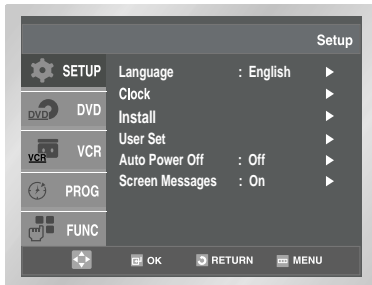 Setup
SETUP
DVD DVD
VCR VCR
PROG
FUNC
Language : English
Clock
Install
User Set
Auto Power Off : Off
Screen Messages : On
OK RETURN MENU